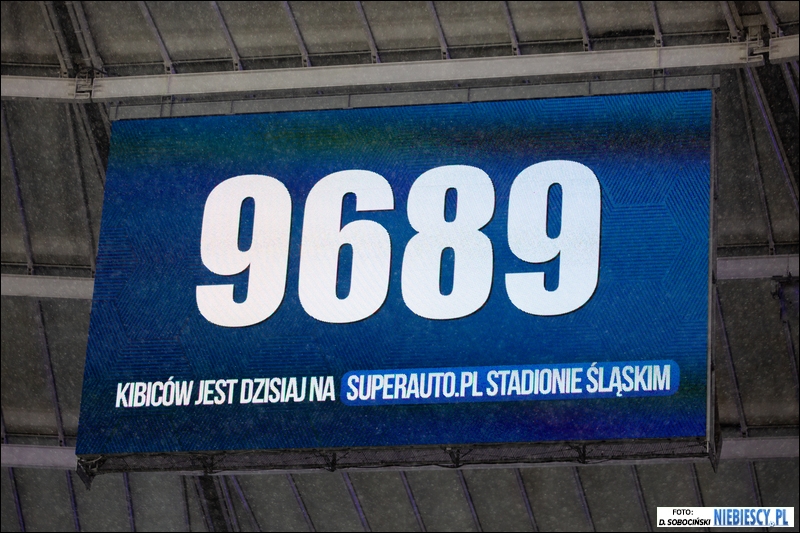 9689
KIBICÓW JEST DZISIAJ NA SUPERAUTO.PL STADIONIE ŚLĄSKIM
FOTO:
D. SOBOCIŃSKI NIEBIESCY.PL